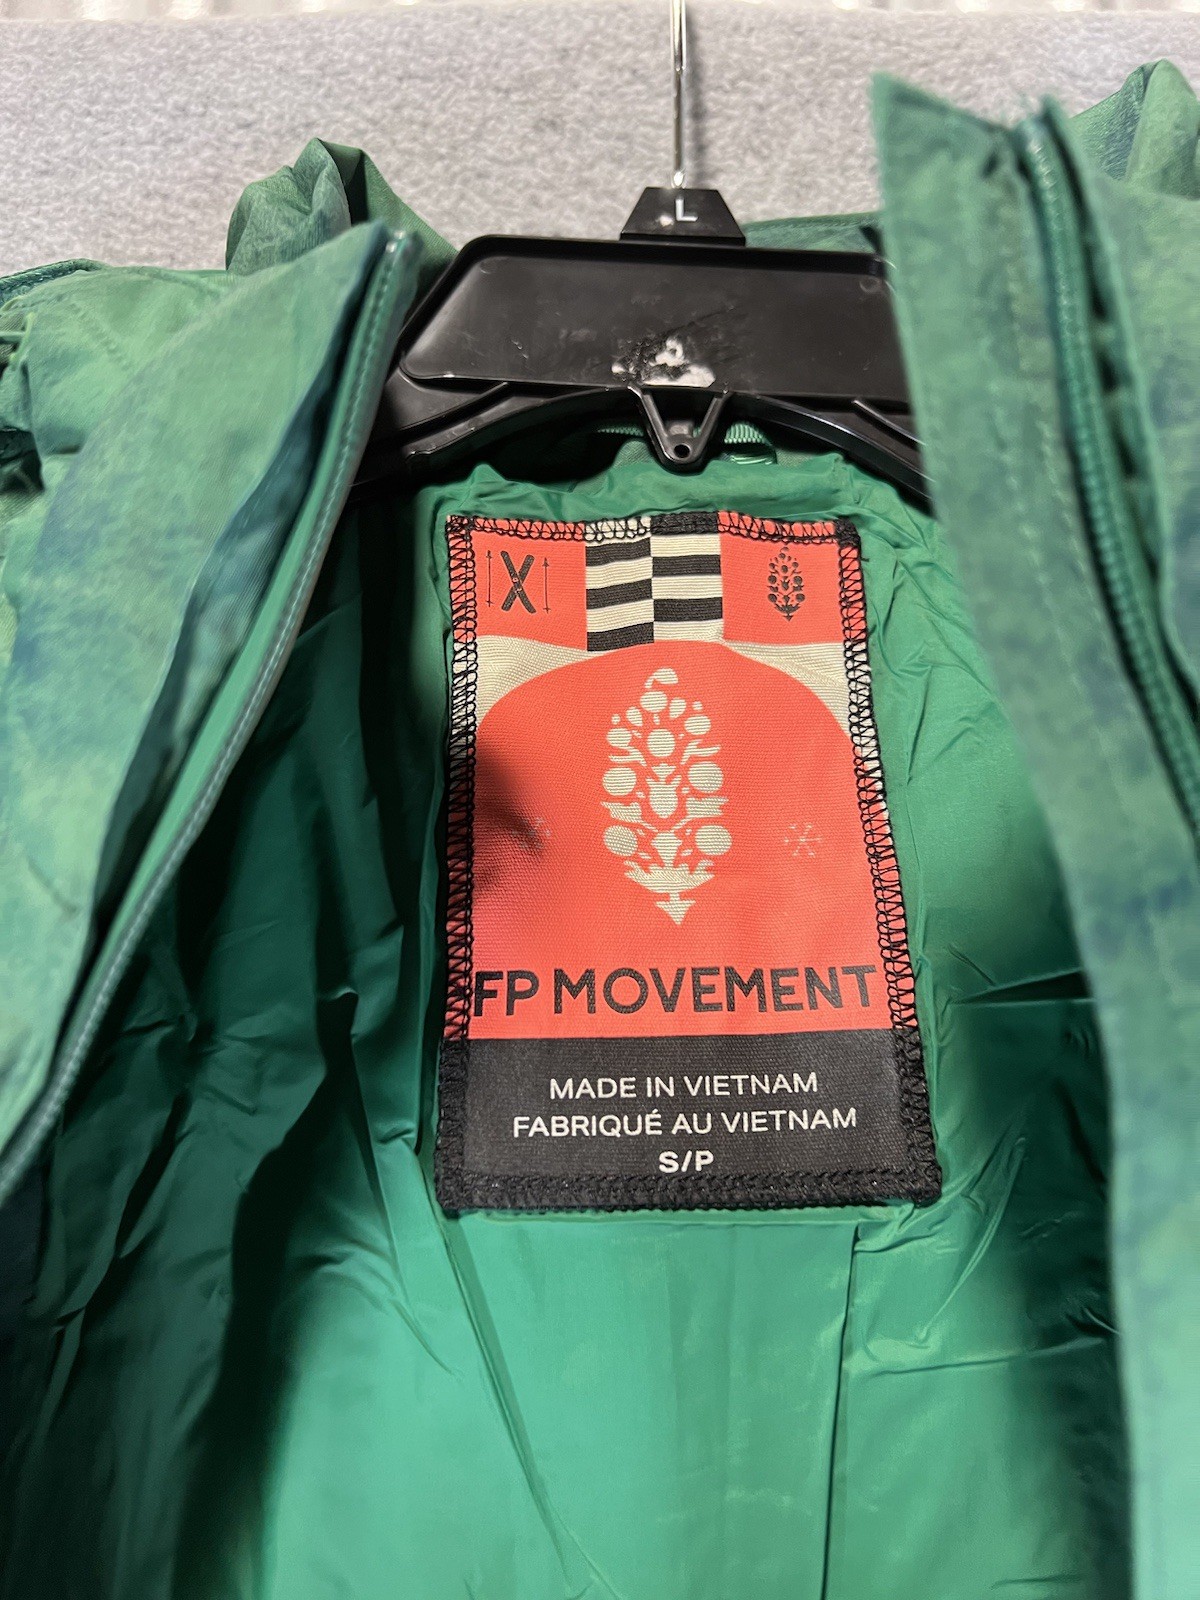 L
FP MOVEMENT
MADE IN VIETNAM
FABRIQUÉ AU VIETNAM
S/P